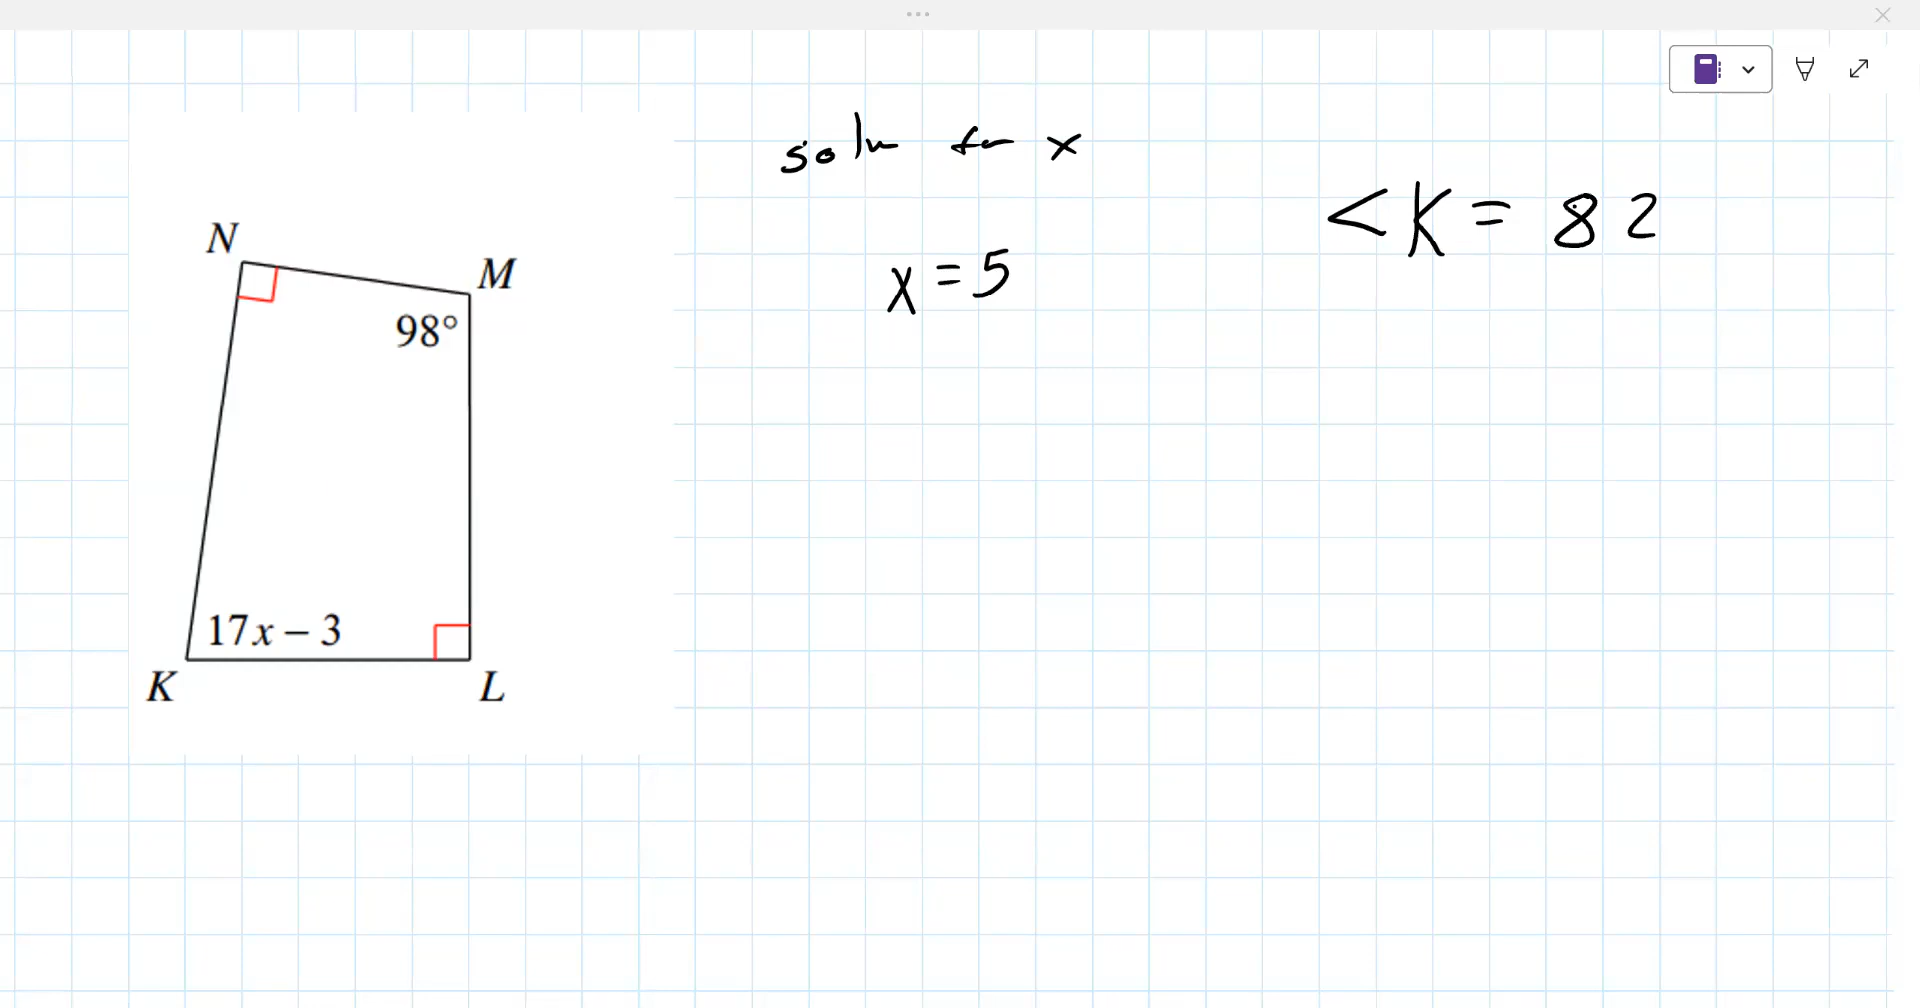 solve for x
<K = 82
N
M
x = 5
98°
17x − 3
K
L